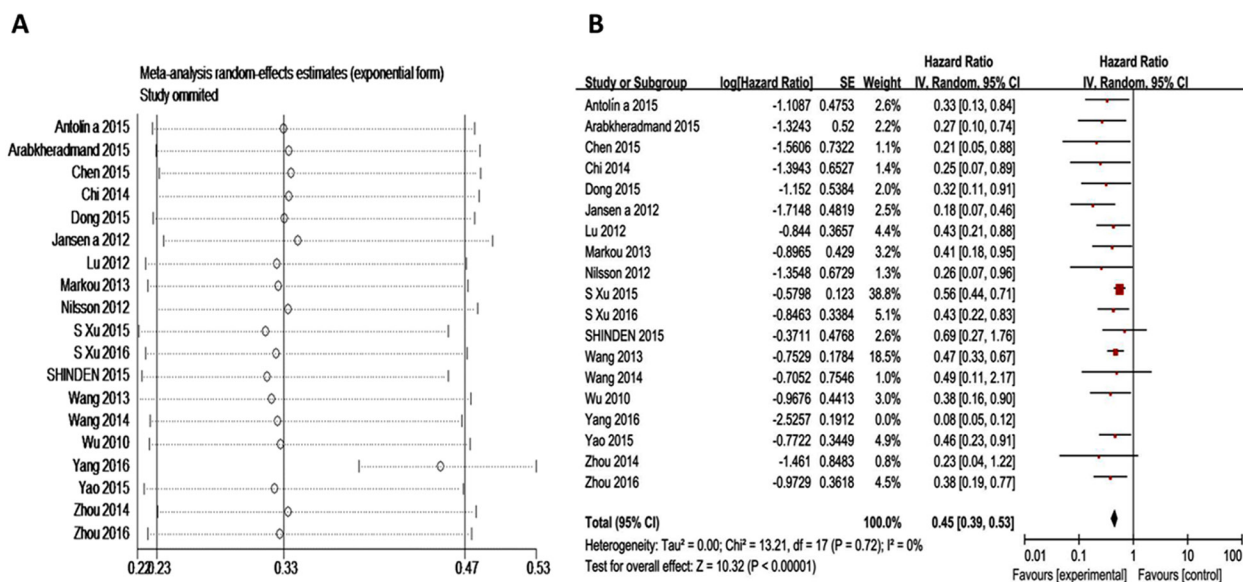 A
Meta-analysis random-effects estimates (exponential form)
Study ommited
Antolín a 2015
Arabkheradmand 2015
Chen 2015
Chi 2014
Dong 2015
Jansen a 2012
Lu 2012
Markou 2013
Nilsson 2012
S Xu 2015
S Xu 2016
SHINDEN 2015
Wang 2013
Wang 2014
Wu 2010
Yang 2016
Yao 2015
Zhou 2014
Zhou 2016
0.22 0.23 0.33 0.47 0.53
B
Hazard Ratio Hazard Ratio
Study or Subgroup log[Hazard Ratio] SE Weight IV. Random. 95% CI IV. Random. 95% CI
Antolín a 2015 -1.1087 0.4753 2.6% 0.33 [0.13, 0.84]
Arabkheradmand 2015 -1.3243 0.52 2.2% 0.27 [0.10, 0.74]
Chen 2015 -1.5606 0.7322 1.1% 0.21 [0.05, 0.88]
Chi 2014 -1.3943 0.6527 1.4% 0.25 [0.07, 0.89]
Dong 2015 -1.152 0.5384 2.0% 0.32 [0.11, 0.91]
Jansen a 2012 -1.7148 0.4819 2.5% 0.18 [0.07, 0.46]
Lu 2012 -0.844 0.3657 4.4% 0.43 [0.21, 0.88]
Markou 2013 -0.8965 0.429 3.2% 0.41 [0.18, 0.95]
Nilsson 2012 -1.3548 0.6729 1.3% 0.26 [0.07, 0.96]
S Xu 2015 -0.5798 0.123 38.8% 0.56 [0.44, 0.71]
S Xu 2016 -0.8463 0.3384 5.1% 0.43 [0.22, 0.83]
SHINDEN 2015 -0.3711 0.4768 2.6% 0.69 [0.27, 1.76]
Wang 2013 -0.7529 0.1784 18.5% 0.47 [0.33, 0.67]
Wang 2014 -0.7052 0.7546 1.0% 0.49 [0.11, 2.17]
Wu 2010 -0.9676 0.4413 3.0% 0.38 [0.16, 0.90]
Yang 2016 -2.5257 0.1912 0.0% 0.08 [0.05, 0.12]
Yao 2015 -0.7722 0.3449 4.9% 0.46 [0.23, 0.91]
Zhou 2014 -1.461 0.8483 0.8% 0.23 [0.04, 1.22]
Zhou 2016 -0.9729 0.3618 4.5% 0.38 [0.19, 0.77]
Total (95% CI) 100.0% 0.45 [0.39, 0.53]
Heterogeneity: Tau² = 0.00; Chi² = 13.21, df = 17 (P = 0.72); I² = 0%
Test for overall effect: Z = 10.32 (P < 0.00001)
0.01 0.1 1 10 100
Favours [experimental] Favours [control]